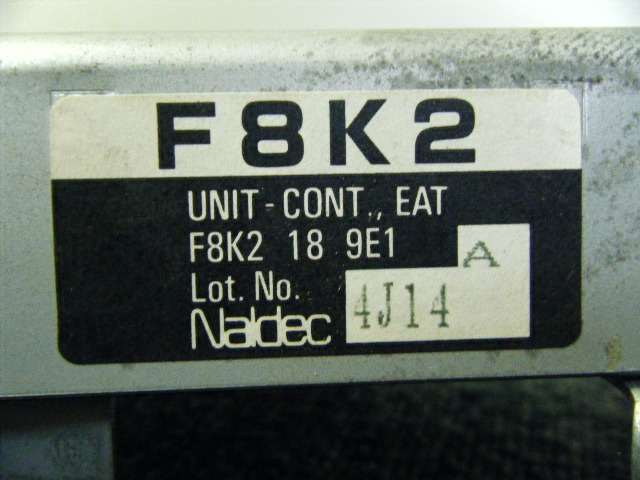 F8K2
UNIT-CONT., EAT
F8K2 18 9E1 A
Lot. No. 4J14
Naldec